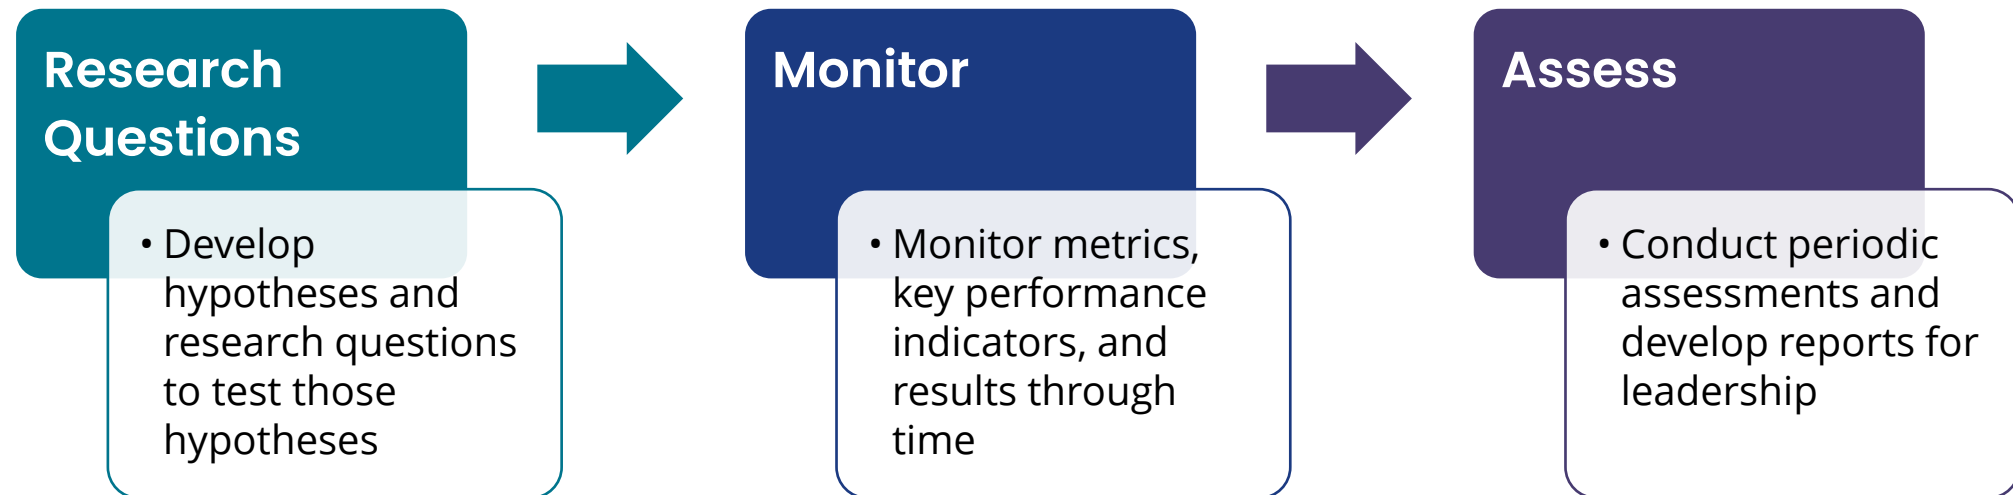 Research
Questions
• Develop
hypotheses and
research questions
to test those
hypotheses
Monitor
• Monitor metrics,
key performance
indicators, and
results through
time
Assess
• Conduct periodic
assessments and
develop reports for
leadership